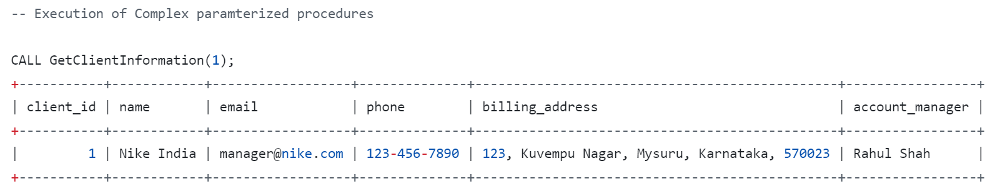 -- Execution of Complex paramterized procedures
CALL GetClientInformation(1);
+-----------+------------+------------------+--------------+-----------------------------------------------+-----------------+
| client_id | name       | email            | phone        | billing_address                               | account_manager |
+-----------+------------+------------------+--------------+-----------------------------------------------+-----------------+
|         1 | Nike India | manager@nike.com | 123-456-7890 | 123, Kuvempu Nagar, Mysuru, Karnataka, 570023 | Rahul Shah      |
+-----------+------------+------------------+--------------+-----------------------------------------------+-----------------+